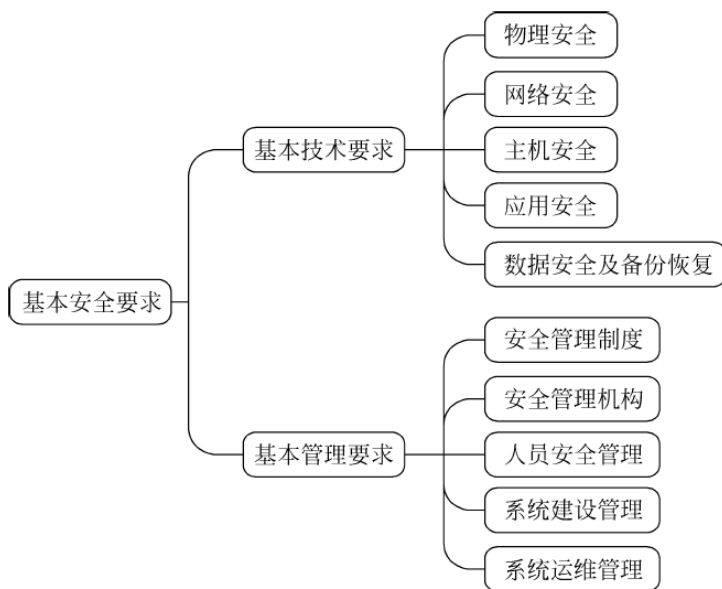 基本安全要求
基本技术要求
物理安全
网络安全
主机安全
应用安全
数据安全及备份恢复
基本管理要求
安全管理制度
安全管理机构
人员安全管理
系统建设管理
系统运维管理